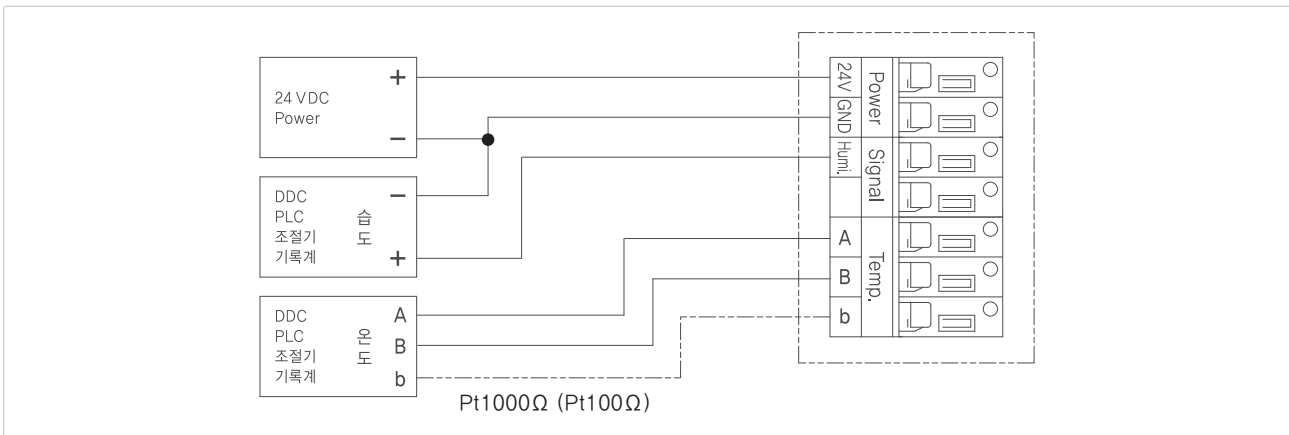 24 VDC
Power
+
−
DDC
PLC
조절기
기록계
습도
−
+
DDC
PLC
조절기
기록계
온도
A
B
b
Pt1000Ω (Pt100Ω)
24V
GND
Power
Humi.
Signal
A
B
b
Temp.